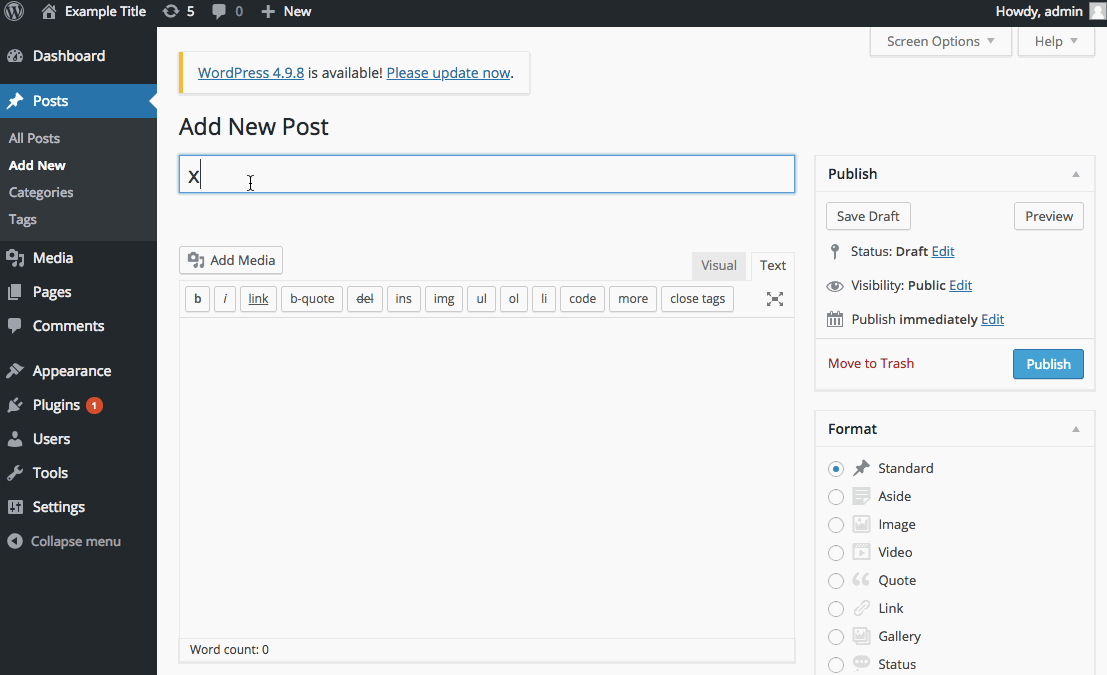 Example Title 5 0 New Howdy, admin
Screen Options Help
Dashboard
Posts
All Posts
Add New
Categories
Tags
Media
Pages
Comments
Appearance
Plugins 1
Users
Tools
Settings
Collapse menu
WordPress 4.9.8 is available! Please update now.
Add New Post
x
Add Media
Visual Text
b i link b-quote del ins img ul ol li code more close tags
Word count: 0
Publish
Save Draft Preview
Status: Draft Edit
Visibility: Public Edit
Publish immediately Edit
Move to Trash Publish
Format
Standard
Aside
Image
Video
Quote
Link
Gallery
Status